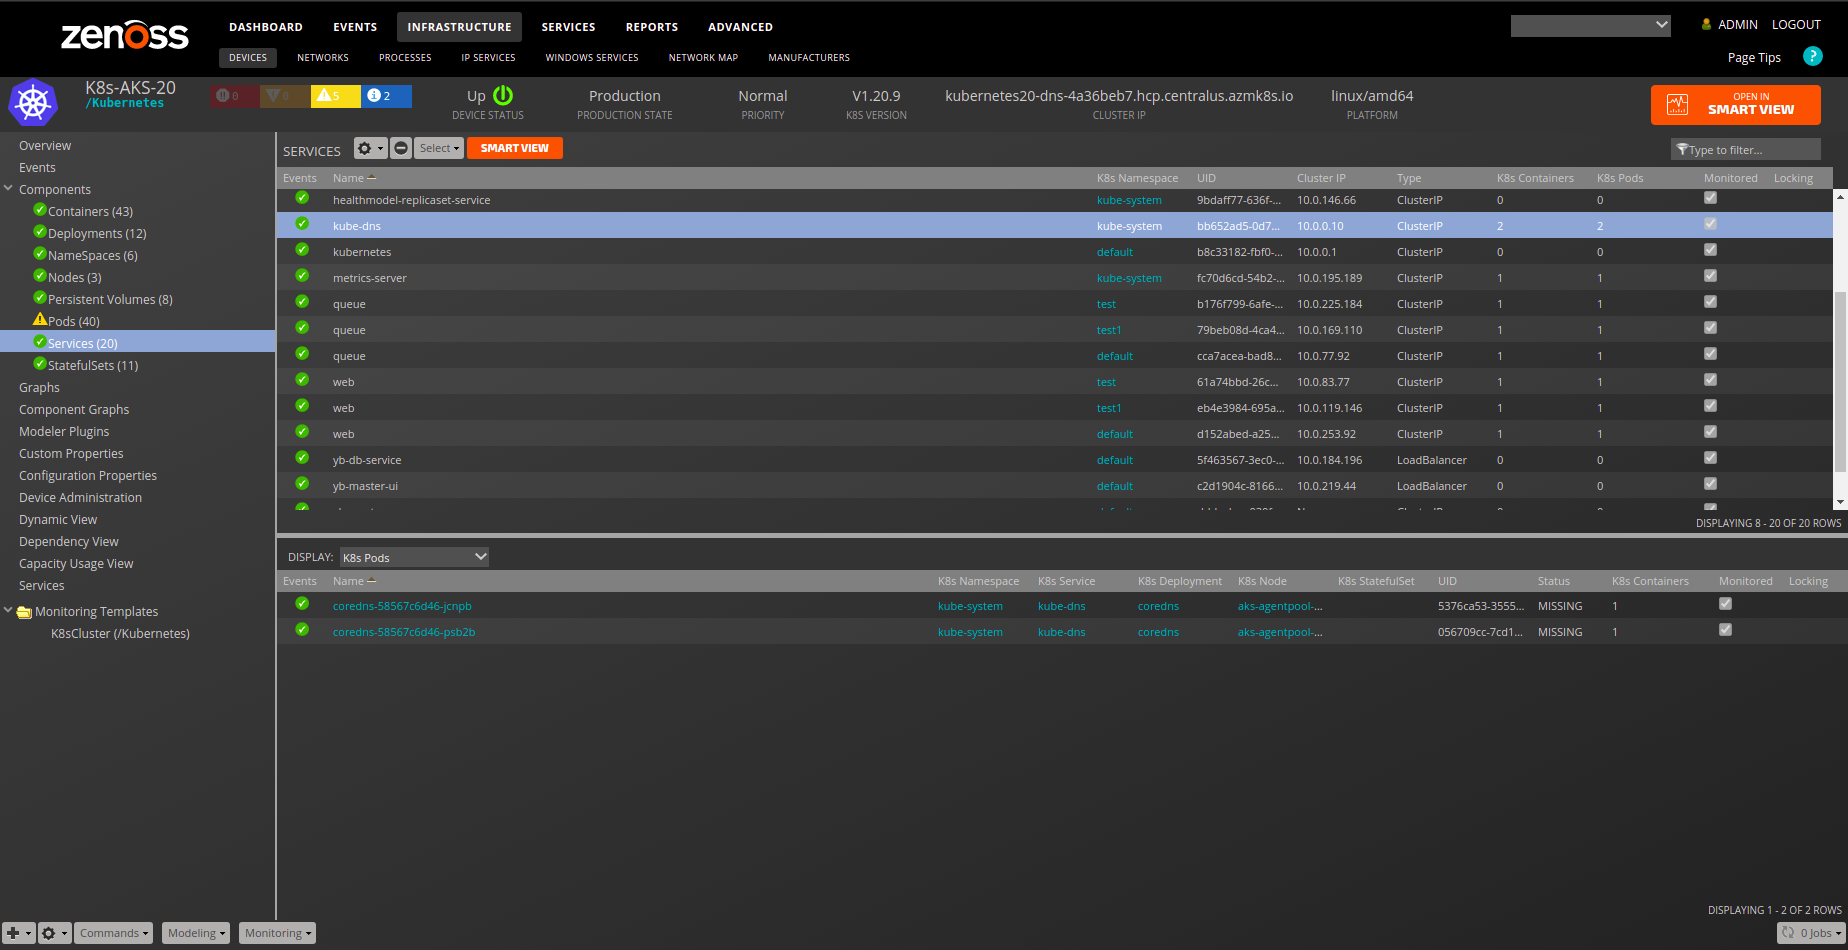 zenoss
DASHBOARD EVENTS INFRASTRUCTURE SERVICES REPORTS ADVANCED
ADMIN LOGOUT
DEVICES NETWORKS PROCESSES IP SERVICES WINDOWS SERVICES NETWORK MAP MANUFACTURERS
Page Tips ?
K8s-AKS-20
/Kubernetes
0 0 5 2
Up Production Normal V1.20.9 kubernetes20-dns-4a36beb7.hcp.centralus.azmk8s.io linux/amd64
DEVICE STATUS PRODUCTION STATE PRIORITY K8S VERSION CLUSTER IP PLATFORM
OPEN IN
SMART VIEW
Overview
Events
Components
Containers (43)
Deployments (12)
NameSpaces (6)
Nodes (3)
Persistent Volumes (8)
Pods (40)
Services (20)
StatefulSets (11)
Graphs
Component Graphs
Modeler Plugins
Custom Properties
Configuration Properties
Device Administration
Dynamic View
Dependency View
Capacity Usage View
Services
Monitoring Templates
K8sCluster (/Kubernetes)
SERVICES Select SMART VIEW Type to filter...
Events Name K8s Namespace UID Cluster IP Type K8s Containers K8s Pods Monitored Locking
healthmodel-replicaset-service kube-system 9bdaff77-636f-... 10.0.146.66 ClusterIP 0 0
kube-dns kube-system bb652ad5-0d7... 10.0.0.10 ClusterIP 2 2
kubernetes default b8c33182-fbf0-... 10.0.0.1 ClusterIP 0 0
metrics-server kube-system fc70d6cd-54b2-... 10.0.195.189 ClusterIP 1 1
queue test b176f799-6afe-... 10.0.225.184 ClusterIP 1 1
queue test1 79beb08d-4ca4... 10.0.169.110 ClusterIP 1 1
queue default cca7acea-bad8... 10.0.77.92 ClusterIP 1 1
web test 61a74bbd-26c... 10.0.83.77 ClusterIP 1 1
web test1 eb4e3984-695a... 10.0.119.146 ClusterIP 1 1
web default d152abed-a25... 10.0.253.92 ClusterIP 1 1
yb-db-service default 5f463567-3ec0-... 10.0.184.196 LoadBalancer 0 0
yb-master-ui default c2d1904c-8166... 10.0.219.44 LoadBalancer 0 0
DISPLAYING 8 - 20 OF 20 ROWS
DISPLAY: K8s Pods
Events Name K8s Namespace K8s Service K8s Deployment K8s Node K8s StatefulSet UID Status K8s Containers Monitored Locking
coredns-58567c6d46-jcnpb kube-system kube-dns coredns aks-agentpool-... 5376ca53-3555... MISSING 1
coredns-58567c6d46-psb2b kube-system kube-dns coredns aks-agentpool-... 056709cc-7cd1... MISSING 1
DISPLAYING 1 - 2 OF 2 ROWS
Commands Modeling Monitoring 0 Jobs